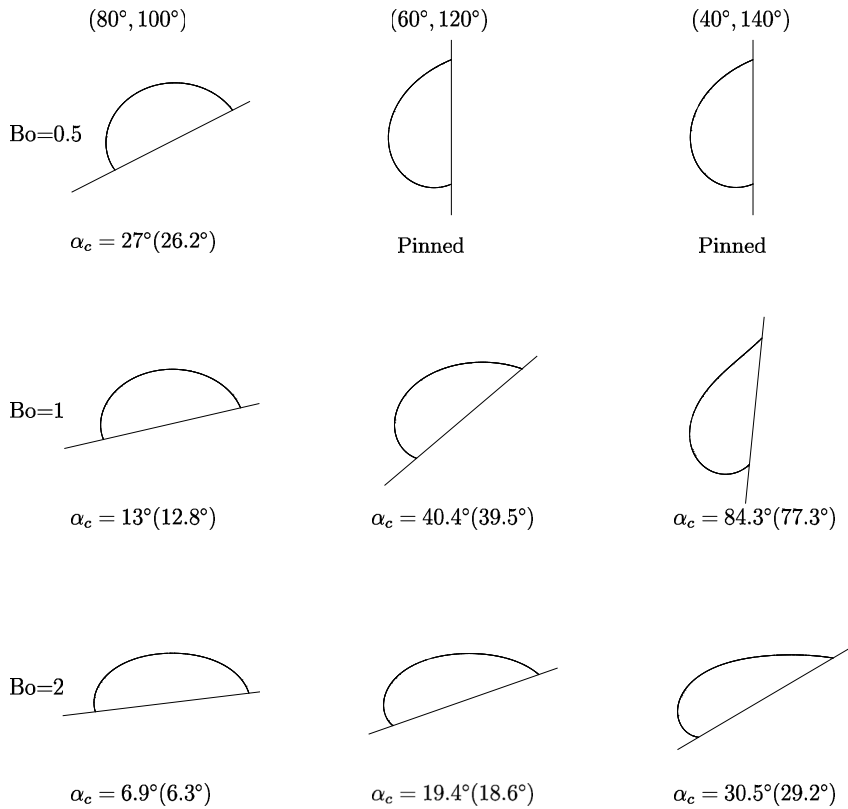 (80°, 100°) (60°, 120°) (40°, 140°)
Bo=0.5
α_c = 27°(26.2°) Pinned Pinned
Bo=1
α_c = 13°(12.8°) α_c = 40.4°(39.5°) α_c = 84.3°(77.3°)
Bo=2
α_c = 6.9°(6.3°) α_c = 19.4°(18.6°) α_c = 30.5°(29.2°)